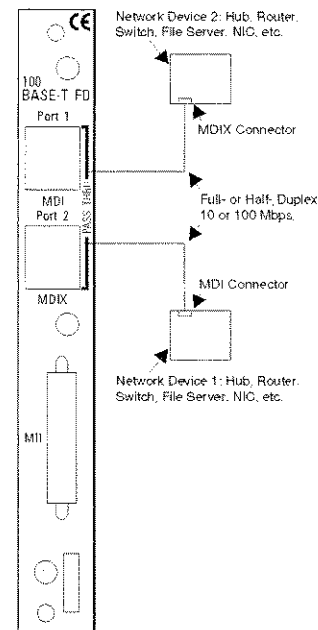 CE
100
BASE-T FD
Port 1
MDI
Port 2
PASS THRU
MDIX
MII
Network Device 2: Hub, Router,
Switch, File Server, NIC, etc.
MDIX Connector
Full- or Half-, Duplex
10 or 100 Mbps,
MDI Connector
Network Device 1: Hub, Router,
Switch, File Server, NIC, etc.